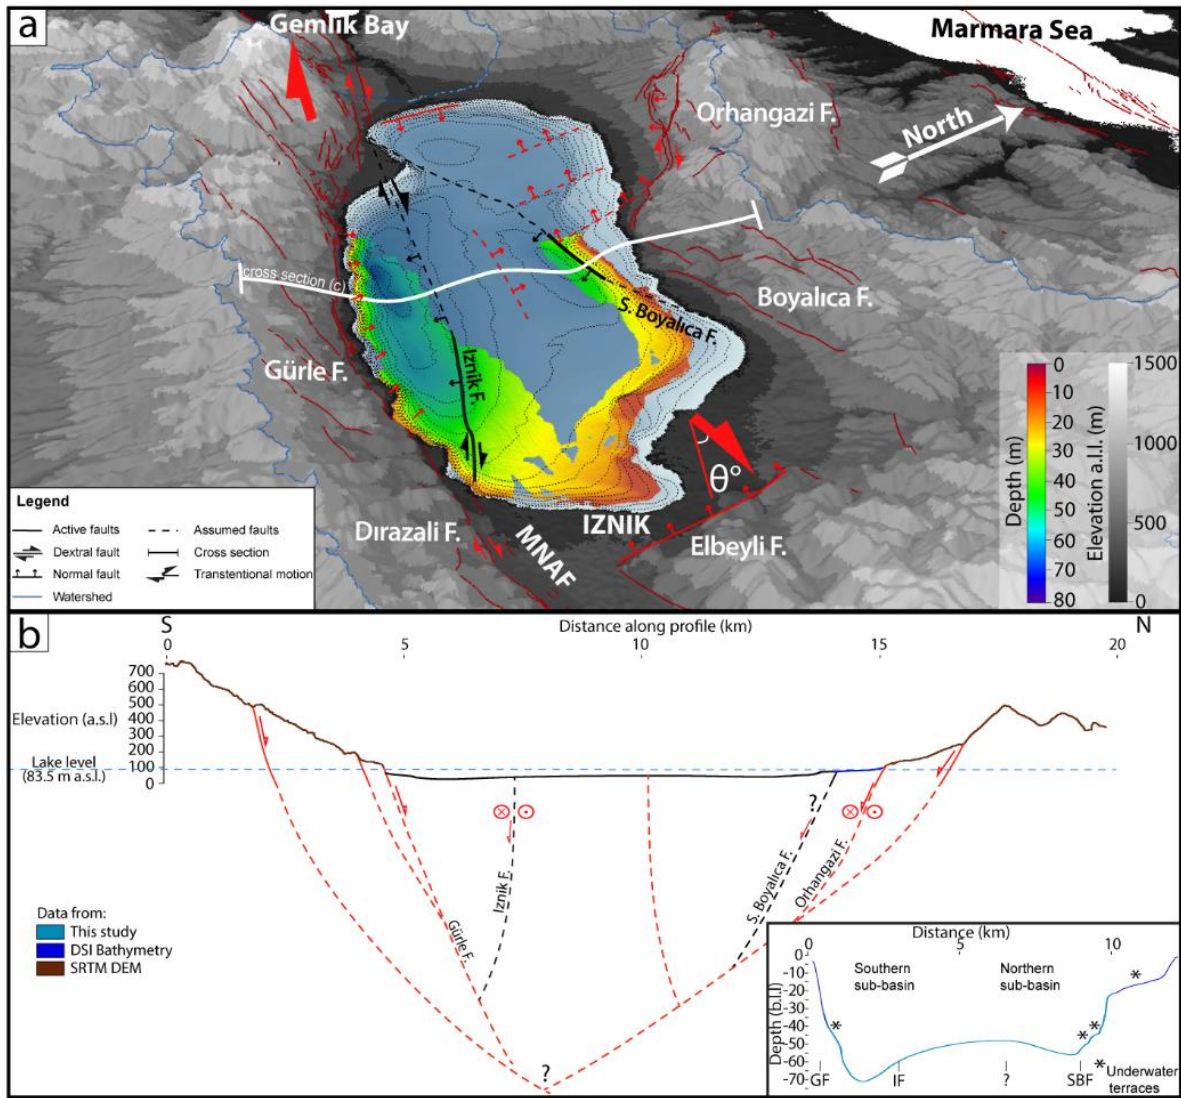 a
Gemlik Bay
Marmara Sea
Orhangazi F.
North
cross section (c)
Boyalıca F.
S. Boyalıca F.
Iznik F.
Gürle F.
Depth (m)
0
10
20
30
40
50
60
70
80
Elevation a.l.l. (m)
1500
1000
500
0
θ°
IZNIK
Dırazali F.
MNAF
Elbeyli F.
Legend
Active faults
Assumed faults
Dextral fault
Cross section
Normal fault
Transtentional motion
Watershed
b
S
Distance along profile (km)
N
0
5
10
15
20
700
600
500
400
300
200
100
0
Elevation (a.s.l)
Lake level
(83.5 m a.s.l.)
?
Iznik F.
Gürle F.
S. Boyalıca F.
Orhangazi F.
?
Data from:
This study
DSI Bathymetry
SRTM DEM
Distance (km)
0
5
10
Depth (b.l.l)
0
-10
-20
-30
-40
-50
-60
-70
Southern
sub-basin
Northern
sub-basin
*
*
*
*
GF
IF
?
SBF
* Underwater
terraces